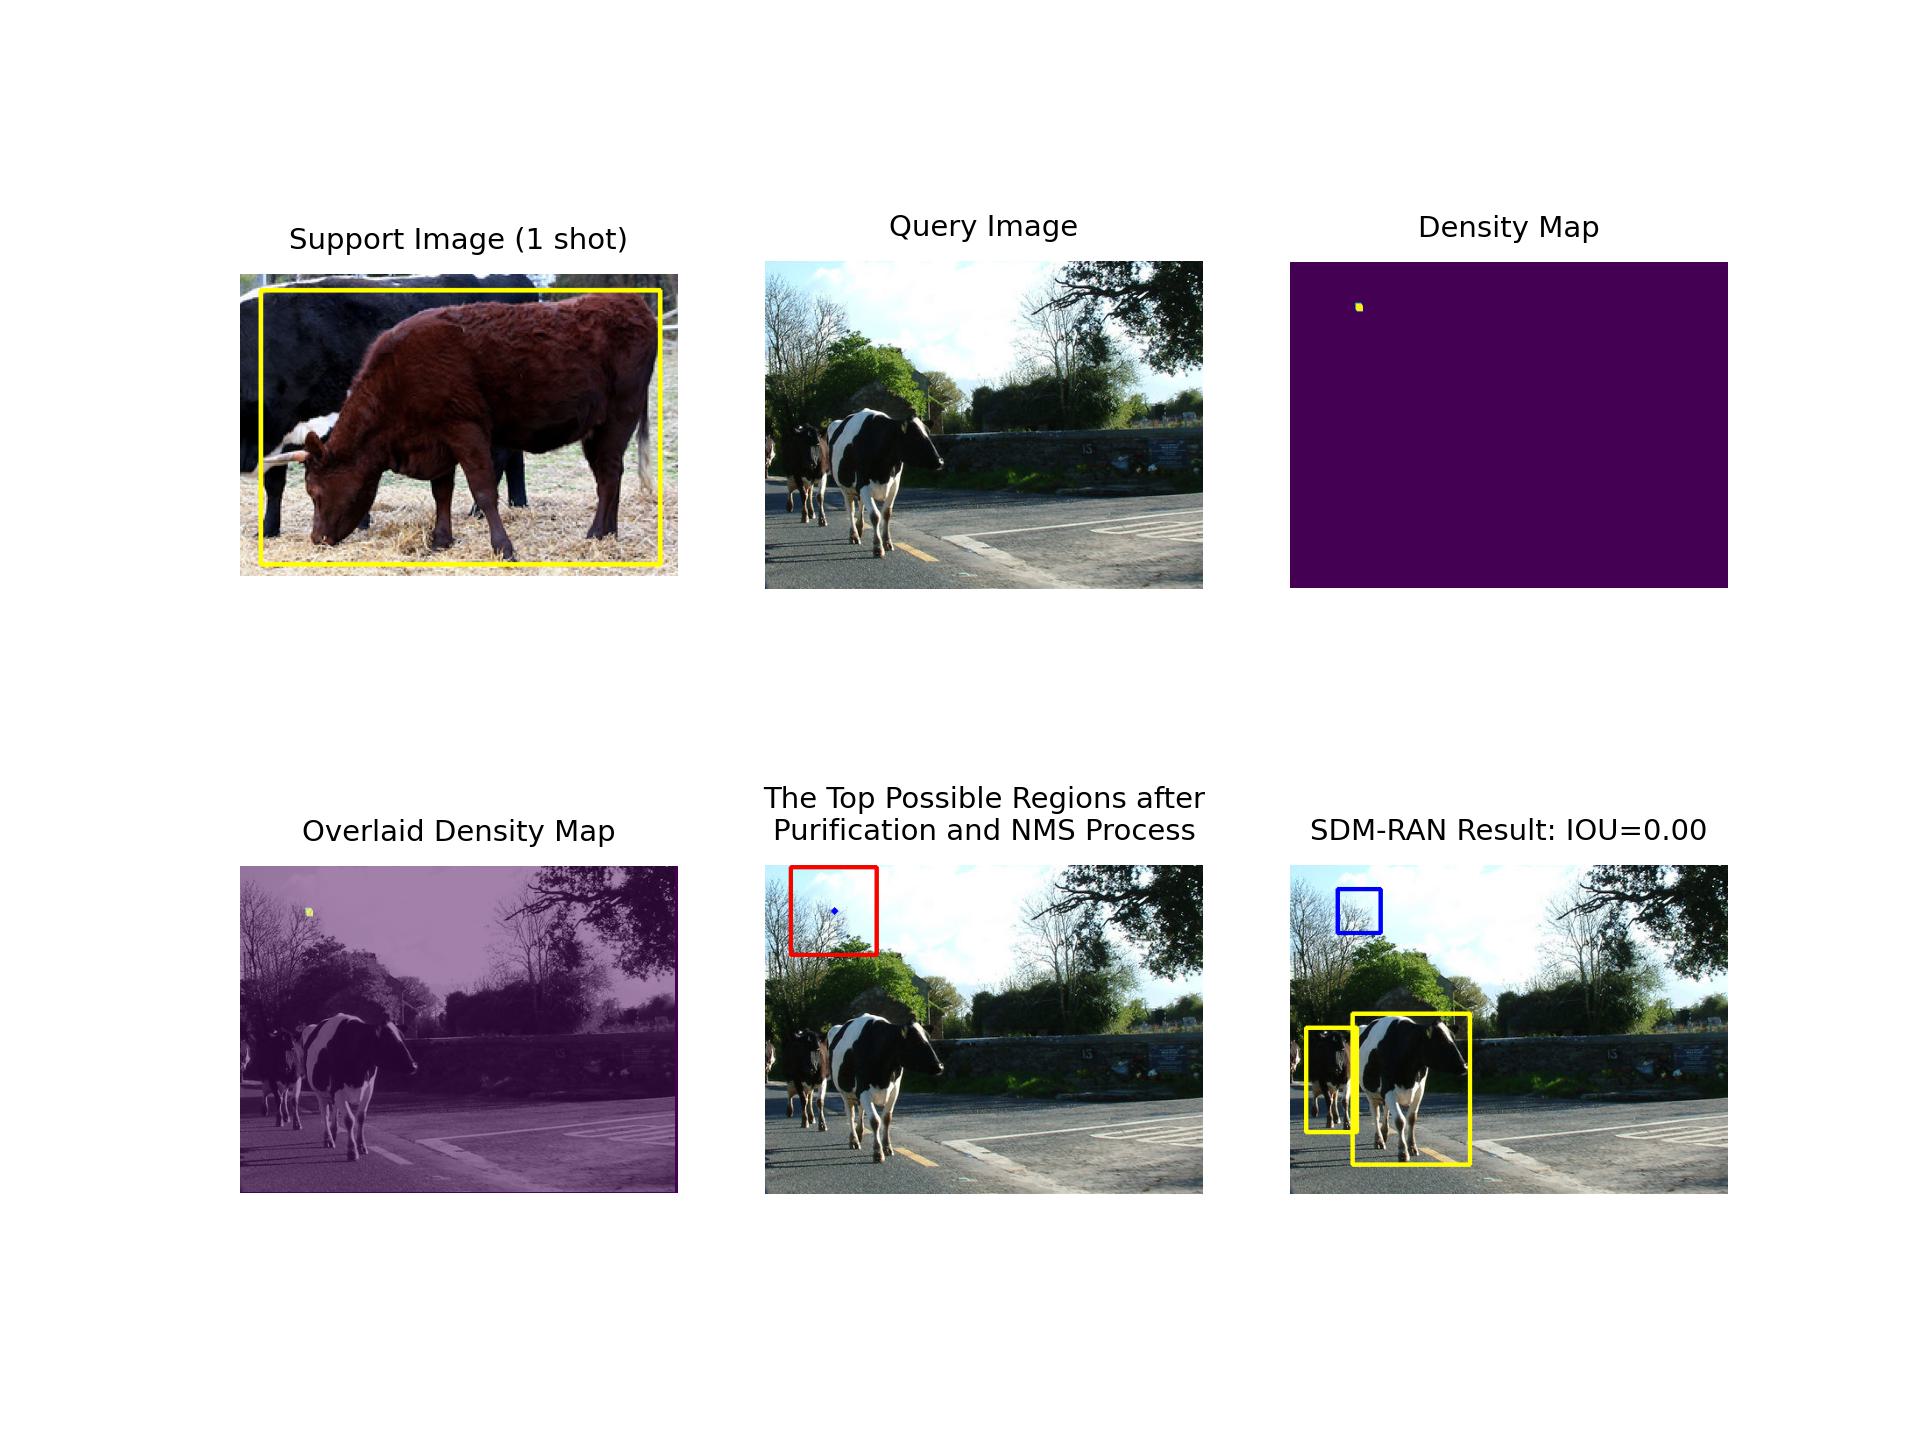 Support Image (1 shot)
Query Image
Density Map
Overlaid Density Map
The Top Possible Regions after
Purification and NMS Process
SDM-RAN Result: IOU=0.00